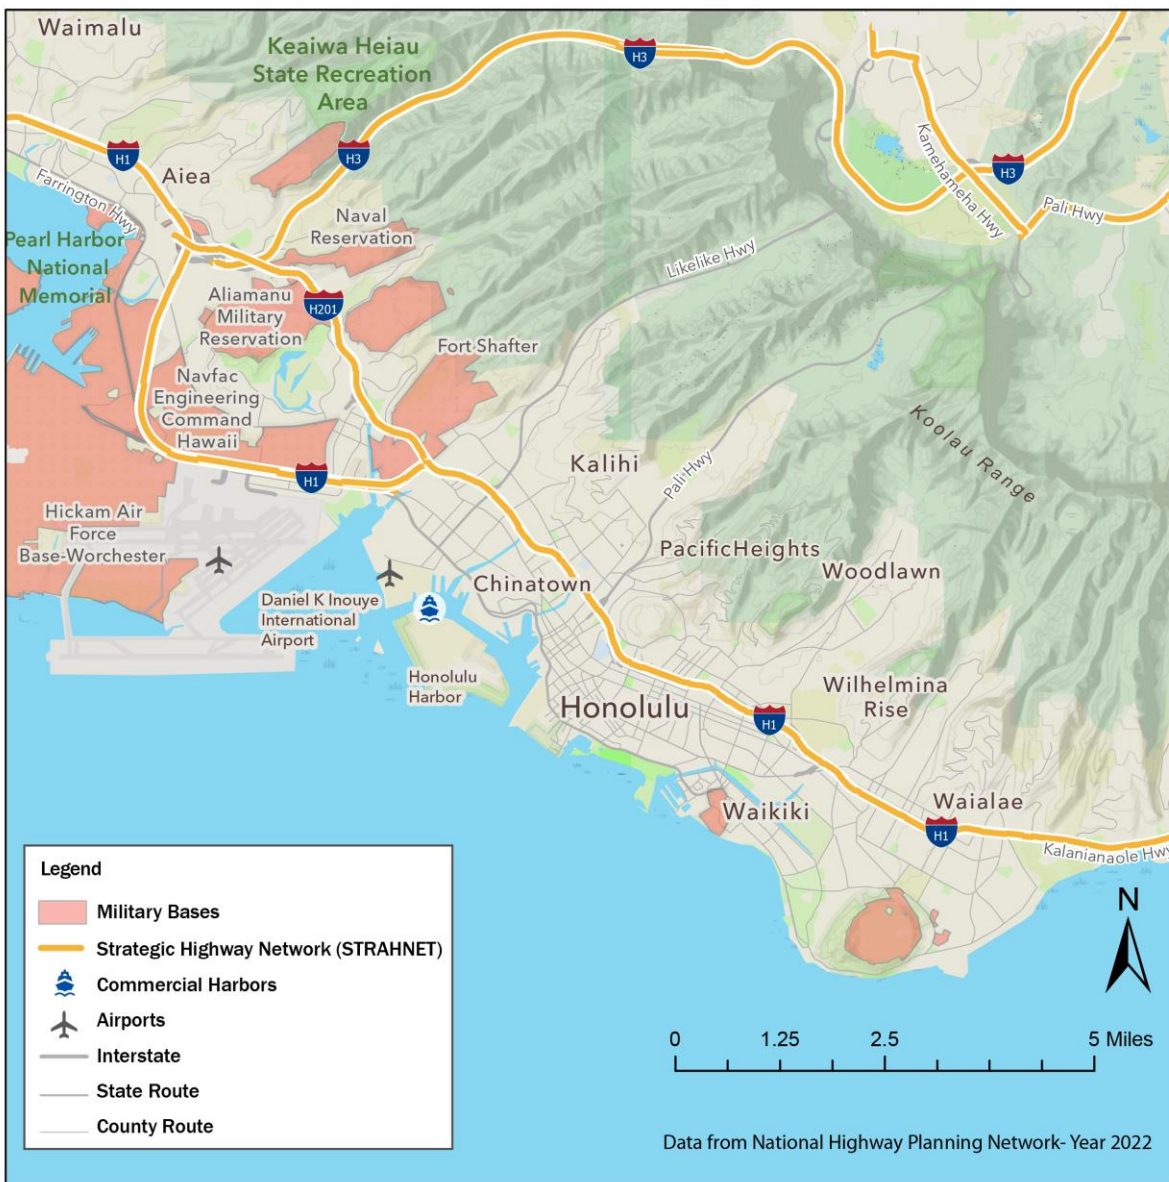 Waimalu
Keaiwa Heiau
State Recreation
Area
H3
H1
Aiea
H3
Kamehameha Hwy
H3
Farrington Hwy
Naval
Reservation
Pali Hwy
Pearl Harbor
National
Memorial
Likelike Hwy
Aliamanu
Military
Reservation
H201
Fort Shafter
Navfac
Engineering
Command
Hawaii
Koolau Range
H1
Kalihi
Pali Hwy
Hickam Air
Force
Base-Worchester
PacificHeights
Woodlawn
Chinatown
Daniel K Inouye
International
Airport
Honolulu
Harbor
Wilhelmina
Rise
Honolulu
H1
Waikiki
Waialae
H1
Kalanianaole Hwy
Legend
Military Bases
Strategic Highway Network (STRAHNET)
Commercial Harbors
Airports
Interstate
State Route
County Route
N
0 1.25 2.5 5 Miles
Data from National Highway Planning Network- Year 2022